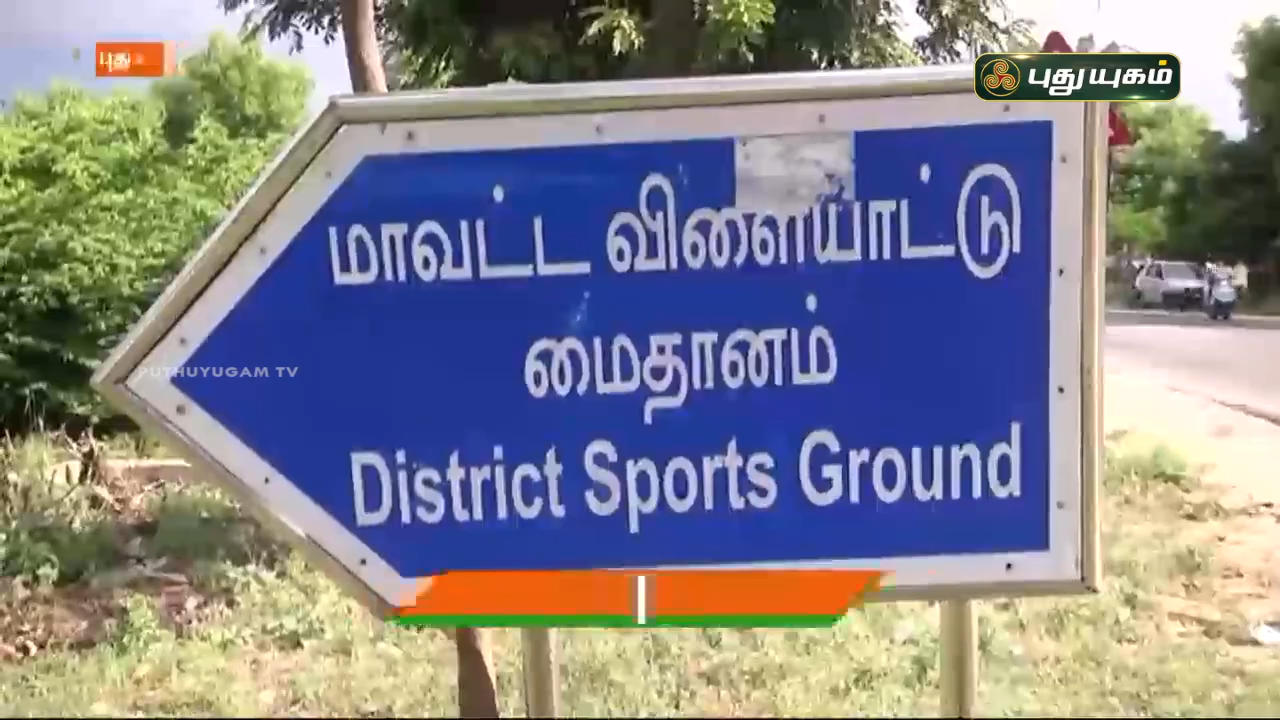 புது
புதுயுகம்
மாவட்ட விளையாட்டு
மைதானம்
PUTHUYUGAM TV
District Sports Ground